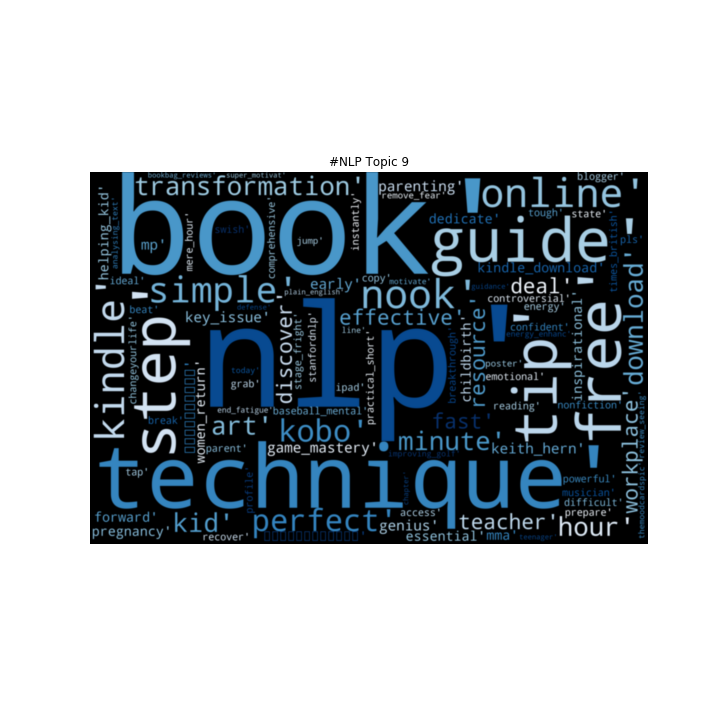 #NLP Topic 9
bookbag_reviews'
super_motivat'
blogger'
transformation'
parenting'
remove_fear'
online'
book'
helping_kid'
analysing_text'
mp'
mere_hour'
swish'
comprehensive'
jump'
instantly
dedicate'
tough'
state'
guide'
times_british'
pls'
kindle_download'
ideal'
simple'
early'
copy'
motivate'
plain_english'
nook'
guidance'
deal'
controversial'
energy'
download'
kindle'
changeyourlife'
beat'
step'
key_issue'
defense'
discover
effective'
nlp'
resource
confident'
energy_enhanc'
inspirational'
tip'
free'
stage_fright'
stanfordnlp'
line'
practical_short'
breakthrough'
childbirth'
today'
grab'
ipad'
poster'
emotional'
women_return'
end_fatigue'
baseball_mental'
reading'
nonfiction'
break'
art'
kobo'
fast'
minute'
keith_hern'
workplace'
parent'
game_mastery'
improving_golf'
technique'
tap'
profile'
powerful'
musician'
difficult'
forward'
kid'
perfect'
genius'
access'
teacher'
prepare'
hour'
pregnancy'
recover'
essential'
mma'
teenager'